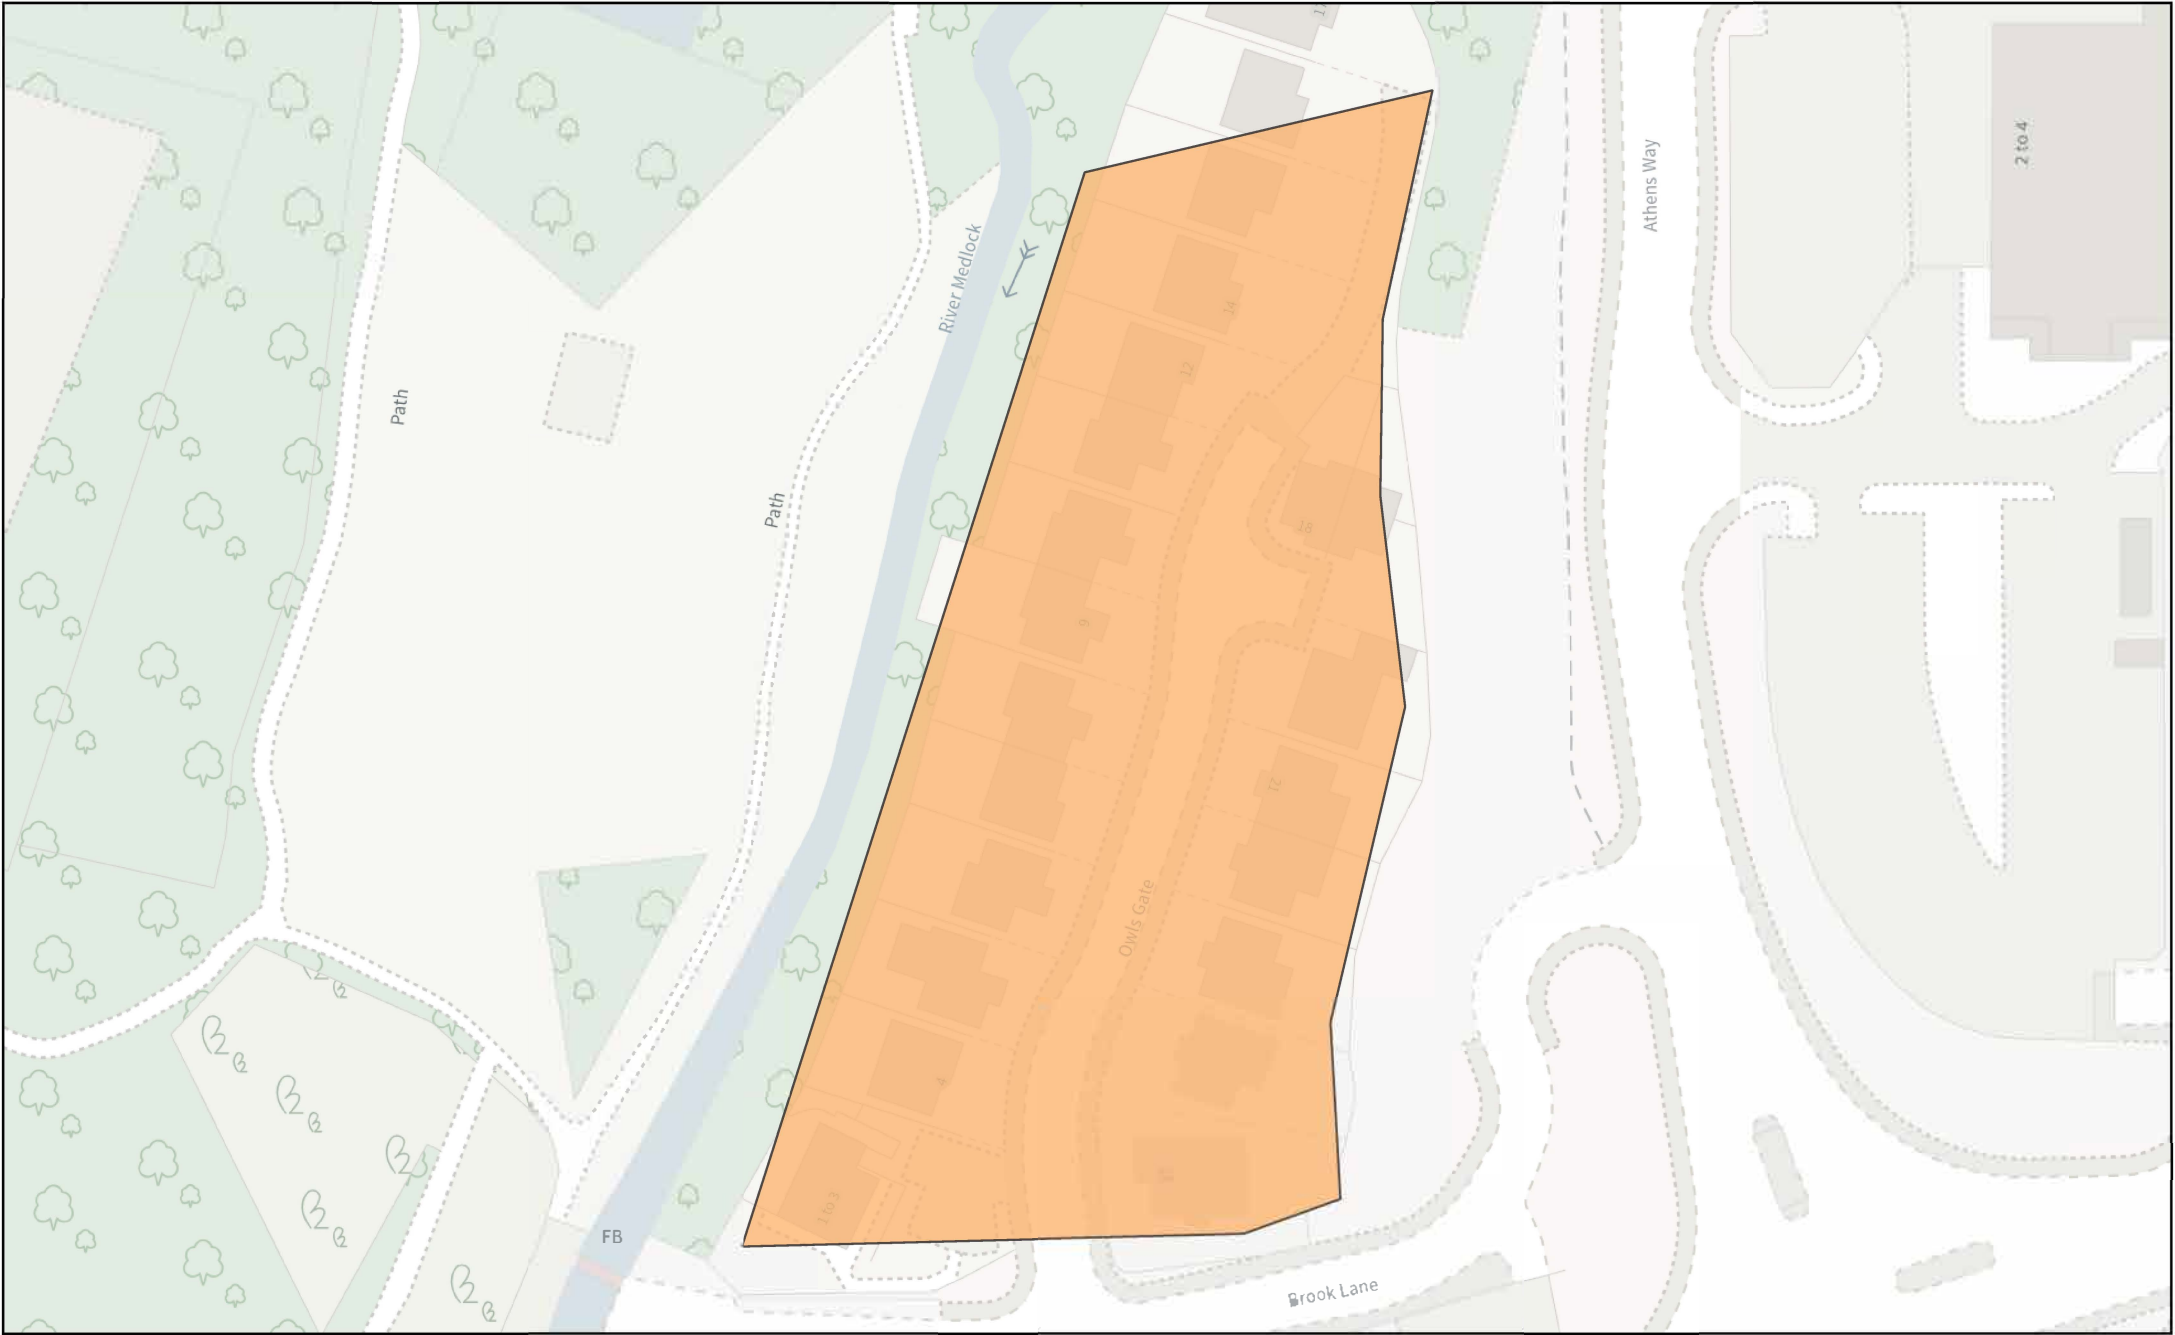 Athens Way
2 to 4
River Medlock
14
12
Path
Path
18
9
21
Owls Gate
4
1 to 3
FB
Brook Lane